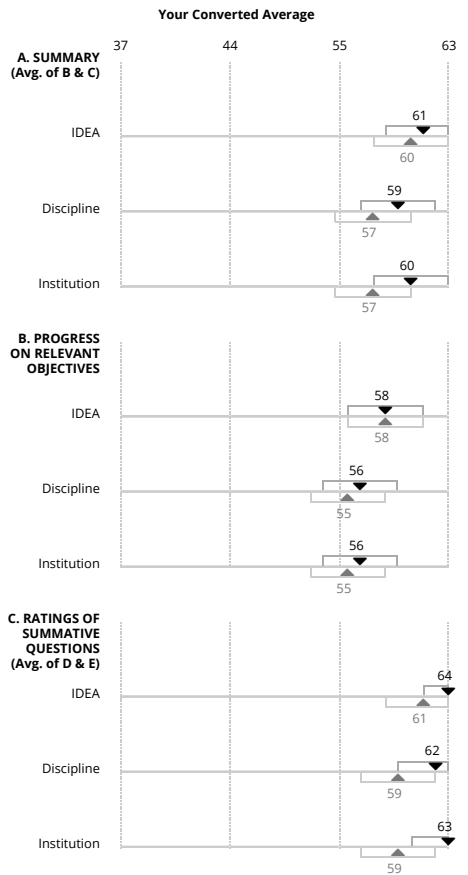 Your Converted Average
37 44 55 63
A. SUMMARY
(Avg. of B & C)
61
IDEA
60
59
Discipline
57
60
Institution
57
B. PROGRESS
ON RELEVANT
OBJECTIVES
58
IDEA
58
56
Discipline
55
56
Institution
55
C. RATINGS OF
SUMMATIVE
QUESTIONS
(Avg. of D & E)
64
IDEA
61
62
Discipline
59
63
Institution
59